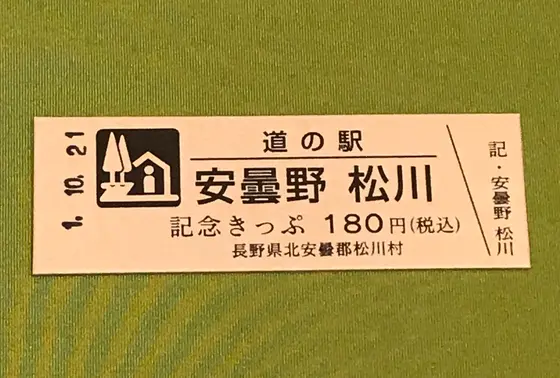 1.10.21
道の駅
安曇野 松川
記念きっぷ 180円(税込)
長野県北安曇郡松川村
記・安曇野 松川